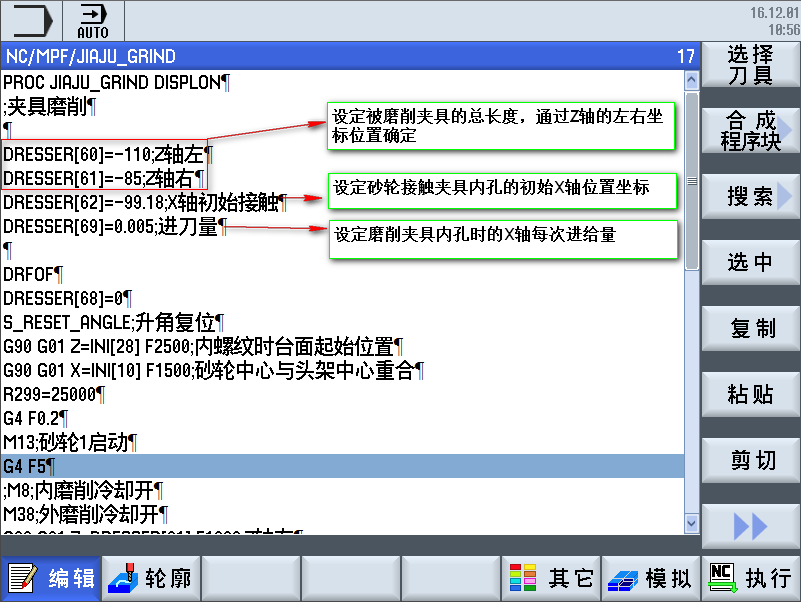 AUTO
16.12.01
10:56
NC/MPF/JIAJU_GRIND 17
PROC JIAJU_GRIND DISPLON¶
;夹具磨削¶
¶
DRESSER[60]=-110;Z轴左¶
DRESSER[61]=-85;Z轴右¶
DRESSER[62]=-99.18;X轴初始接触¶
DRESSER[69]=0.005;进刀量¶
¶
DRFOF¶
DRESSER[68]=0¶
S_RESET_ANGLE;升角复位¶
G90 G01 Z=INI[28] F2500;内螺纹时台面起始位置¶
G90 G01 X=INI[10] F1500;砂轮中心与头架中心重合¶
R299=25000¶
G4 F0.2¶
M13;砂轮1启动¶
G4 F5¶
;M8;内磨削冷却开¶
M38;外磨削冷却开¶
设定被磨削夹具的总长度，通过Z轴的左右坐
标位置确定
设定砂轮接触夹具内孔的初始X轴位置坐标
设定磨削夹具内孔时的X轴每次进给量
选择
刀具
合成
程序块
搜索
选中
复制
粘贴
剪切
编辑
轮廓
其它
模拟
NC
执行